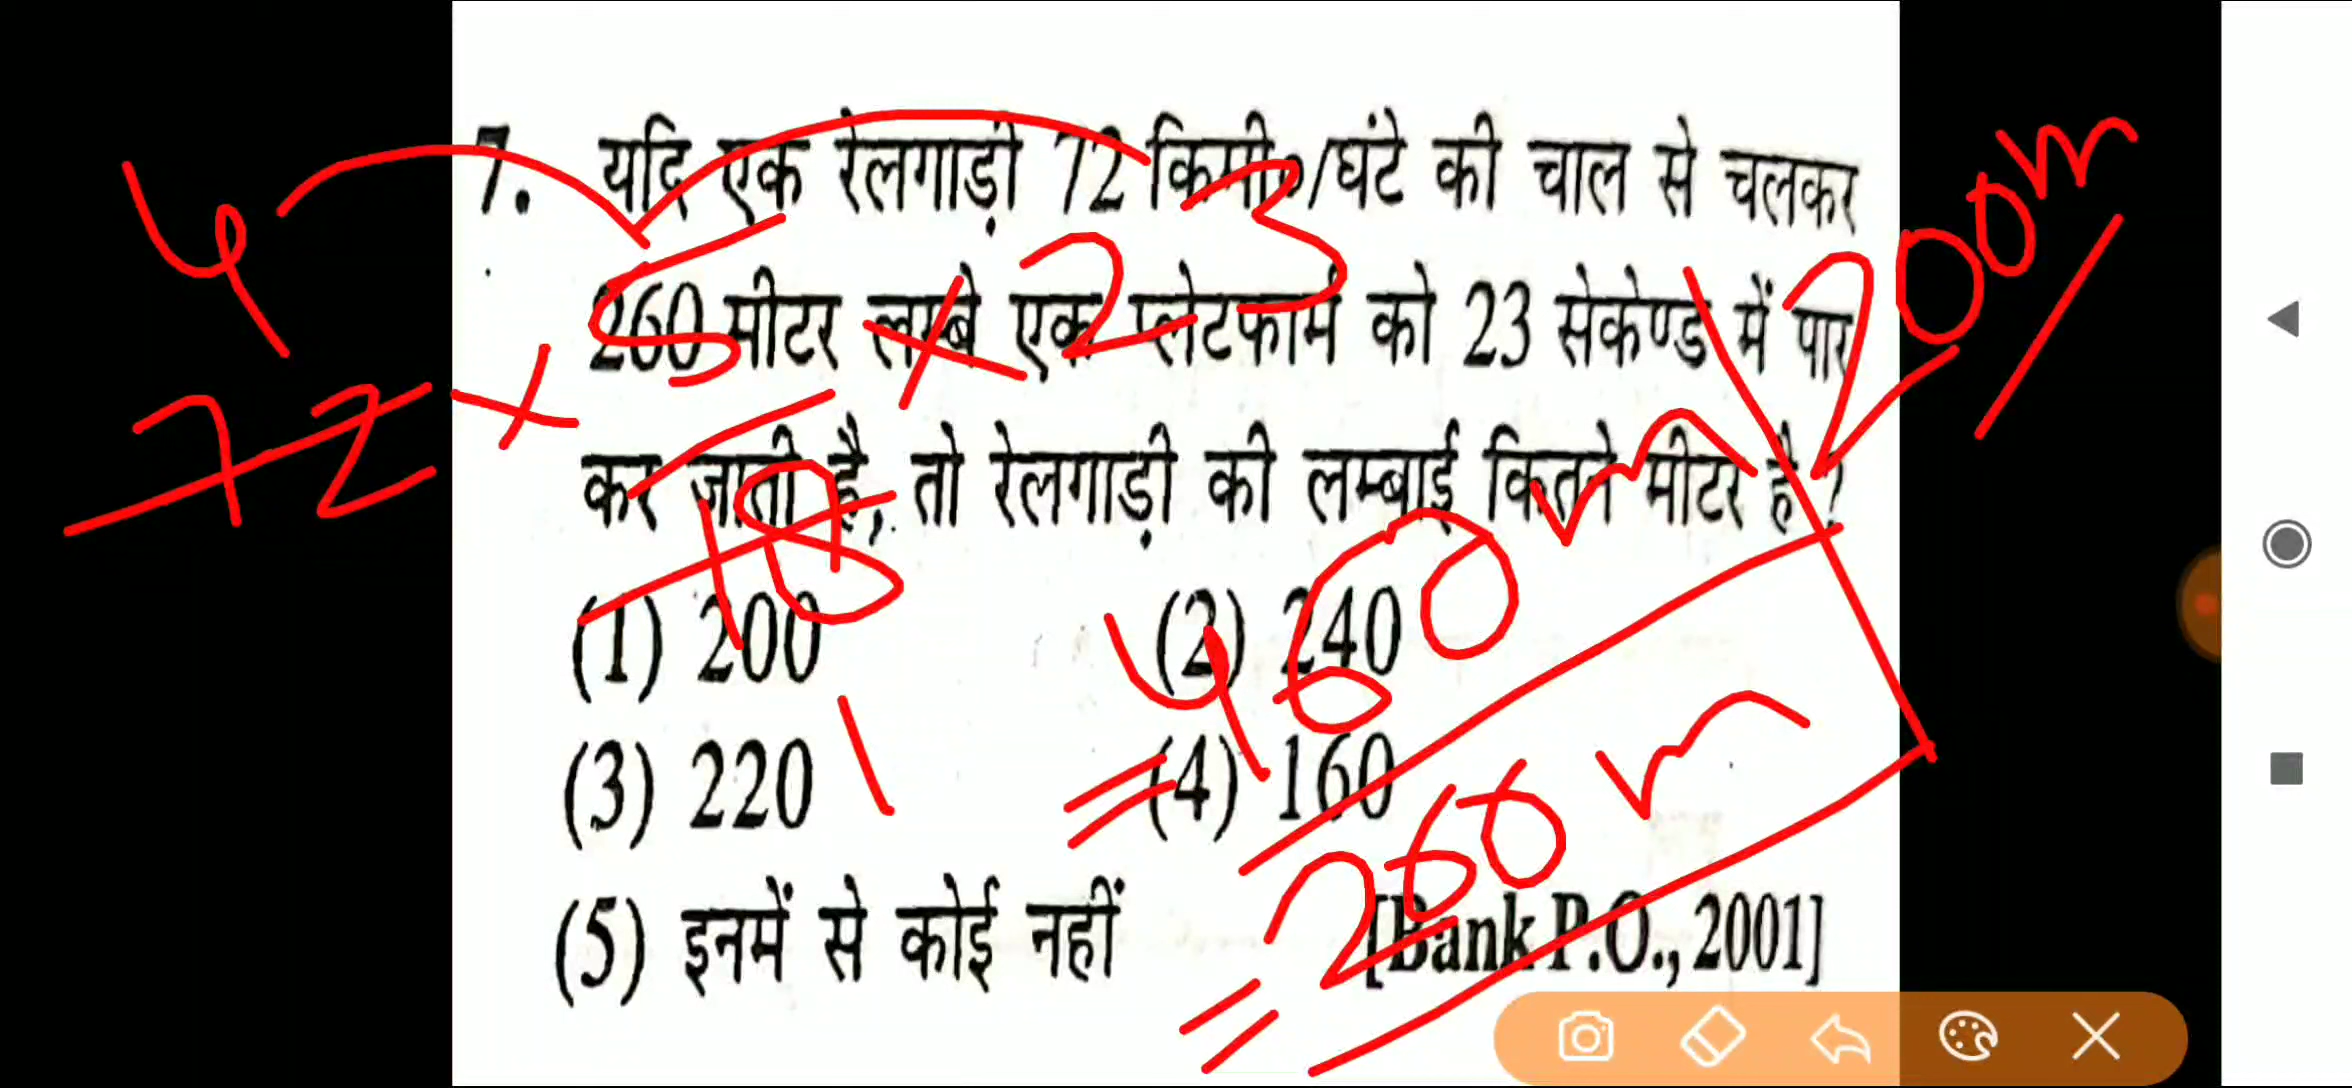 7. यदि एक रेलगाड़ी 72 किमी०/घंटे की चाल से चलकर
260 मीटर लम्बे एक प्लेटफार्म को 23 सेकेण्ड में पार
कर जाती है, तो रेलगाड़ी की लम्बाई कितने मीटर है ?
(1) 200 (2) 240
(3) 220 (4) 160
(5) इनमें से कोई नहीं [Bank P.O., 2001]
4
72 × 5 × 23
18
1
= 460 m
= 260 m
200m